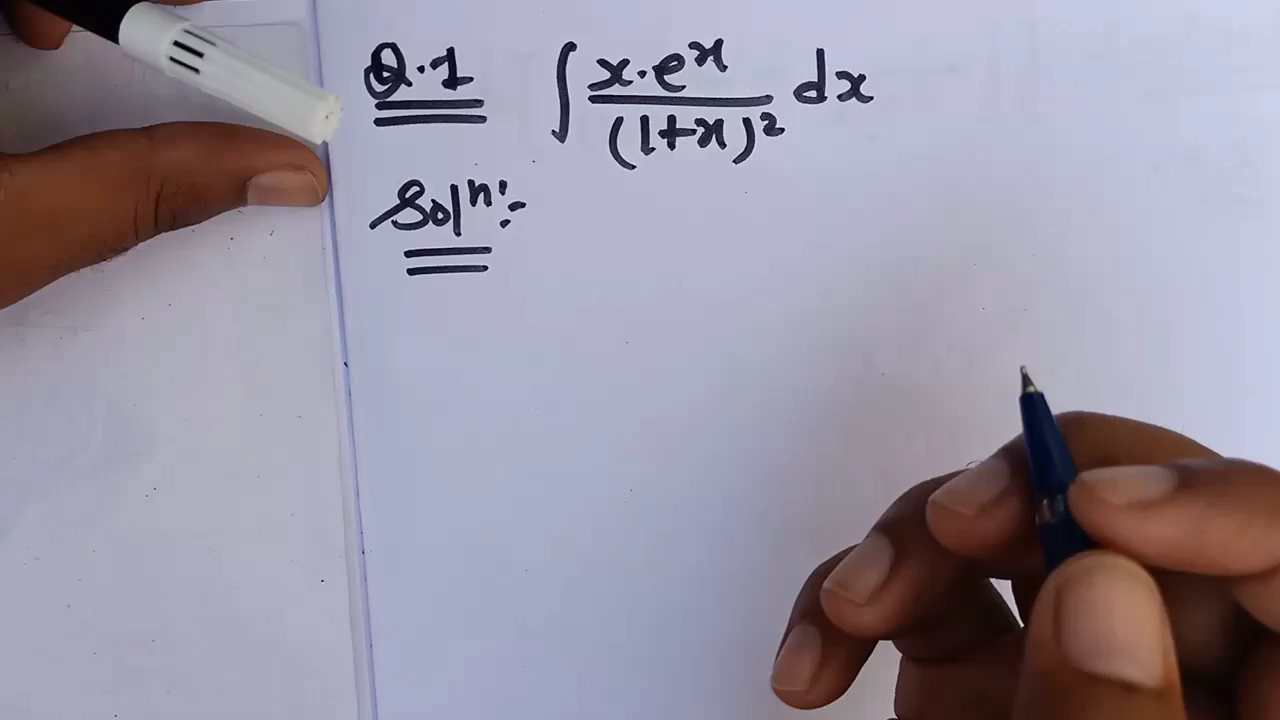 Q.1 ∫ x·eˣ/(1+x)² dx
Solⁿ:-